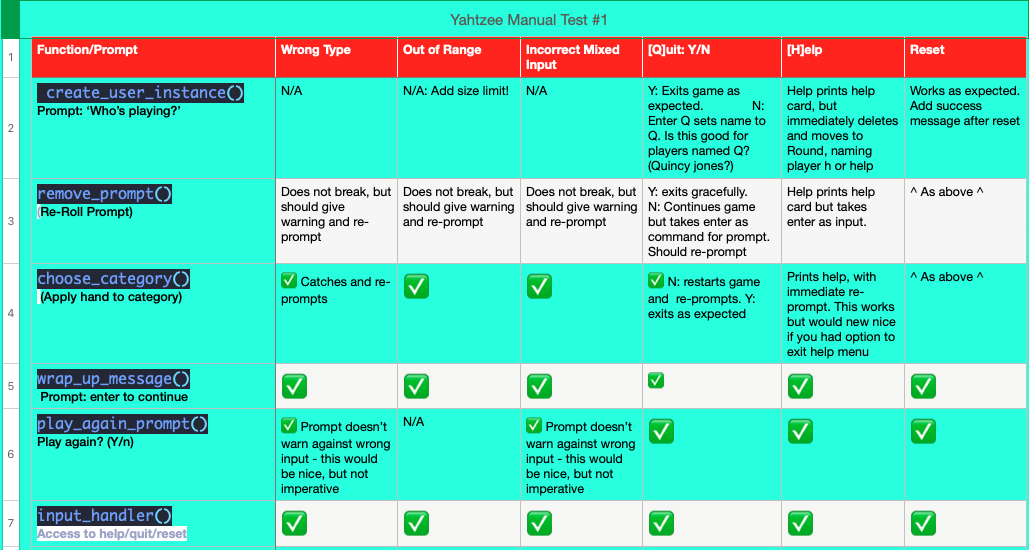 Yahtzee Manual Test #1
1
Function/Prompt
Wrong Type
Out of Range
Incorrect Mixed
Input
[Q]uit: Y/N
[H]elp
Reset
2
_create_user_instance()
Prompt: ‘Who’s playing?’
N/A
N/A: Add size limit!
N/A
Y: Exits game as
expected. N:
Enter Q sets name to
Q. Is this good for
players named Q?
(Quincy jones?)
Help prints help
card, but
immediately deletes
and moves to
Round, naming
player h or help
Works as expected.
Add success
message after reset
3
remove_prompt()
(Re-Roll Prompt)
Does not break, but
should give
warning and re-
prompt
Does not break, but
should give warning
and re-prompt
Does not break, but
should give warning
and re-prompt
Y: exits gracefully.
N: Continues game
but takes enter as
command for prompt.
Should re-prompt
Help prints help
card but takes
enter as input.
^ As above ^
4
choose_category()
(Apply hand to category)
✅ Catches and re-
prompts
✅
✅
✅ N: restarts game
and re-prompts. Y:
exits as expected
Prints help, with
immediate re-
prompt. This works
but would new nice
if you had option to
exit help menu
^ As above ^
5
wrap_up_message()
Prompt: enter to continue
✅
✅
✅
✅
✅
✅
6
play_again_prompt()
Play again? (Y/n)
✅ Prompt doesn’t
warn against wrong
input - this would
be nice, but not
imperative
N/A
✅ Prompt doesn’t
warn against wrong
input - this would
be nice, but not
imperative
✅
✅
✅
7
input_handler()
Access to help/quit/reset
✅
✅
✅
✅
✅
✅